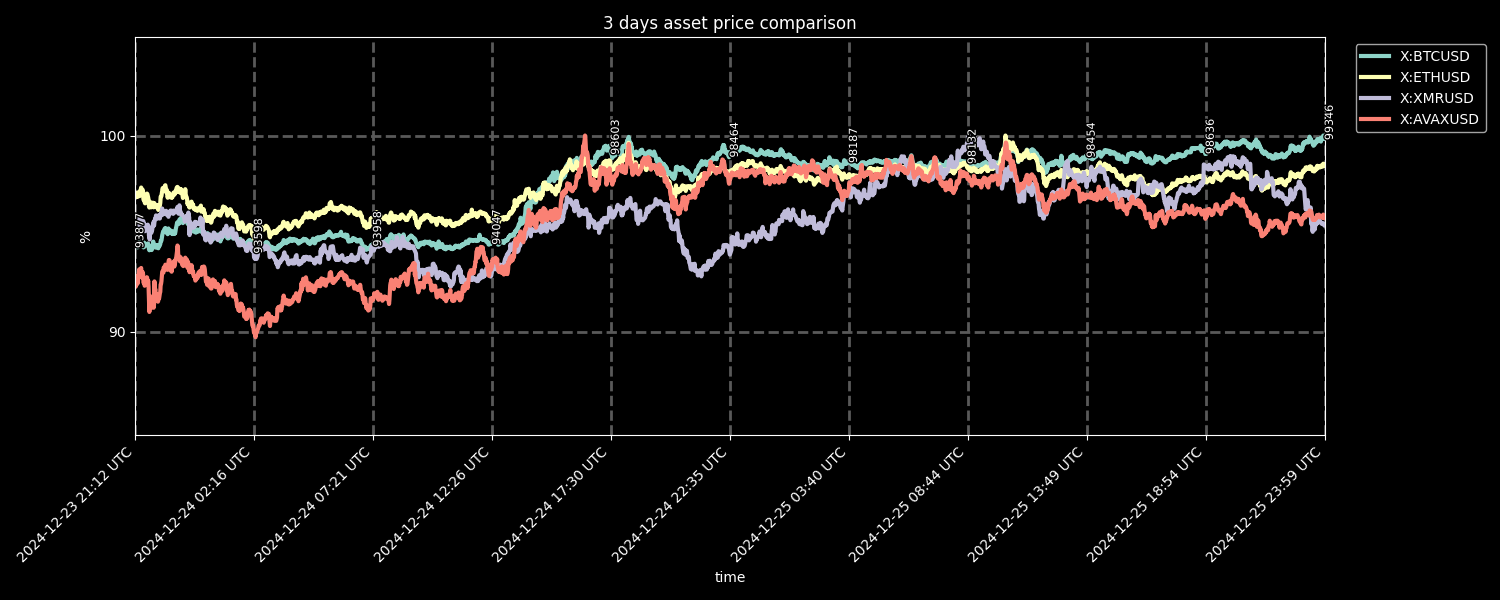 3 days asset price comparison
X:BTCUSD
X:ETHUSD
X:XMRUSD
X:AVAXUSD
100
90
%
93877
93598
93958
94047
98603
98464
98187
98132
98454
98636
99346
2024-12-23 21:12 UTC
2024-12-24 02:16 UTC
2024-12-24 07:21 UTC
2024-12-24 12:26 UTC
2024-12-24 17:30 UTC
2024-12-24 22:35 UTC
2024-12-25 03:40 UTC
2024-12-25 08:44 UTC
2024-12-25 13:49 UTC
2024-12-25 18:54 UTC
2024-12-25 23:59 UTC
time